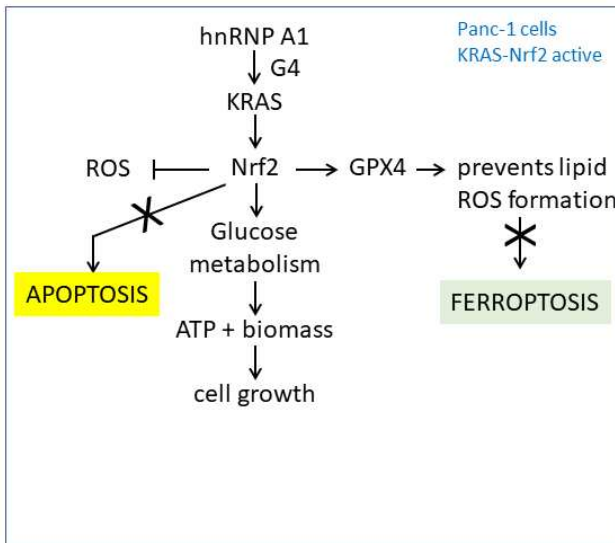 hnRNP A1
Panc-1 cells
KRAS-Nrf2 active
G4
KRAS
ROS
Nrf2
GPX4
prevents lipid
ROS formation
Glucose
metabolism
APOPTOSIS
FERROPTOSIS
ATP + biomass
cell growth